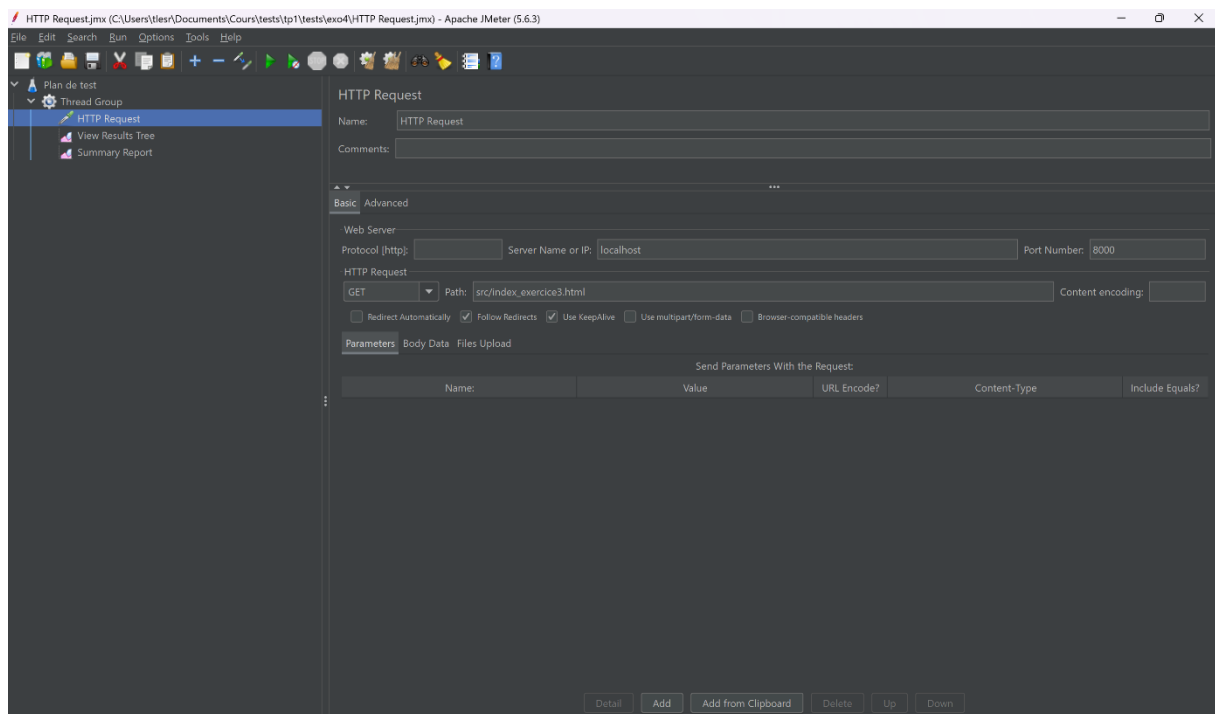 HTTP Request.jmx (C:\Users\tlesr\Documents\Cours\tests\tp1\tests\exo4\HTTP Request.jmx) - Apache JMeter (5.6.3)
File Edit Search Run Options Tools Help
Plan de test
Thread Group
HTTP Request
View Results Tree
Summary Report
HTTP Request
Name: HTTP Request
Comments:
Basic Advanced
Web Server
Protocol [http]: Server Name or IP: localhost Port Number: 8000
HTTP Request
GET Path: src/index_exercice3.html Content encoding:
Redirect Automatically Follow Redirects Use KeepAlive Use multipart/form-data Browser-compatible headers
Parameters Body Data Files Upload
Send Parameters With the Request:
Name: Value URL Encode? Content-Type Include Equals?
Detail Add Add from Clipboard Delete Up Down